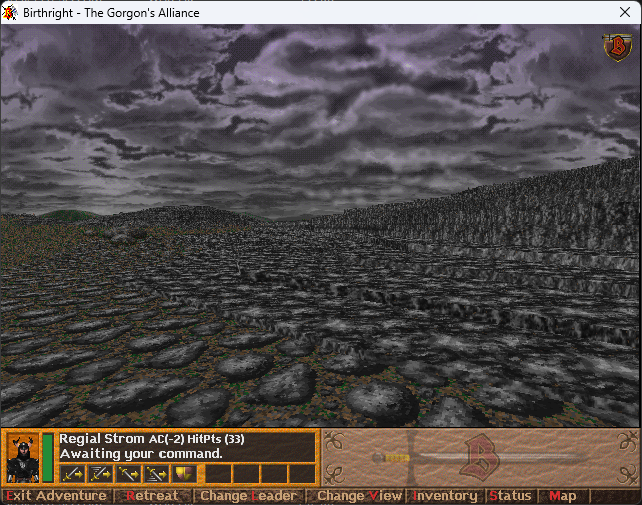 Birthright - The Gorgon's Alliance
B
Regial Strom AC(-2) HitPts (33)
Awaiting your command.
B
Exit Adventure Retreat Change Leader Change View Inventory Status Map